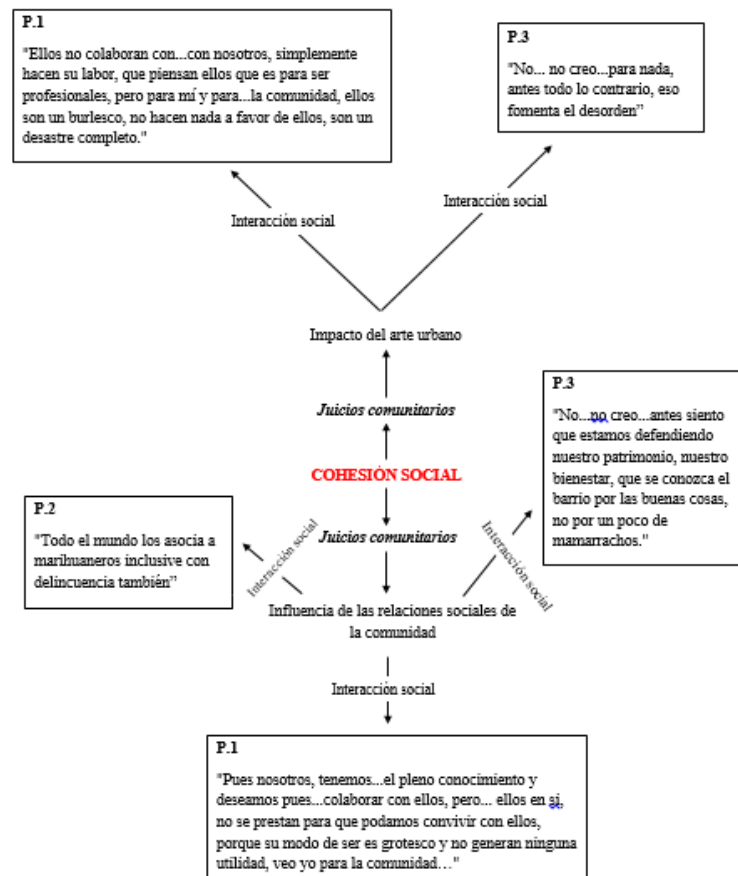 P.1
"Ellos no colaboran con...con nosotros, simplemente
hacen su labor, que piensan ellos que es para ser
profesionales, pero para mí y para...la comunidad, ellos
son un burlesco, no hacen nada a favor de ellos, son un
desastre completo."
P.3
"No... no creo...para nada,
antes todo lo contrario, eso
fomenta el desorden”
Interacción social
Interacción social
Impacto del arte urbano
Juicios comunitarios
COHESIÓN SOCIAL
Juicios comunitarios
P.2
"Todo el mundo los asocia a
marihuaneros inclusive con
delincuencia también”
Interacción social
P.3
"No...no creo...antes siento
que estamos defendiendo
nuestro patrimonio, nuestro
bienestar, que se conozca el
barrio por las buenas cosas,
no por un poco de
mamarrachos."
Interacción social
Influencia de las relaciones sociales de
la comunidad
Interacción social
P.1
"Pues nosotros, tenemos...el pleno conocimiento y
deseamos pues...colaborar con ellos, pero... ellos en si,
no se prestan para que podamos convivir con ellos,
porque su modo de ser es grotesco y no generan ninguna
utilidad, veo yo para la comunidad…"